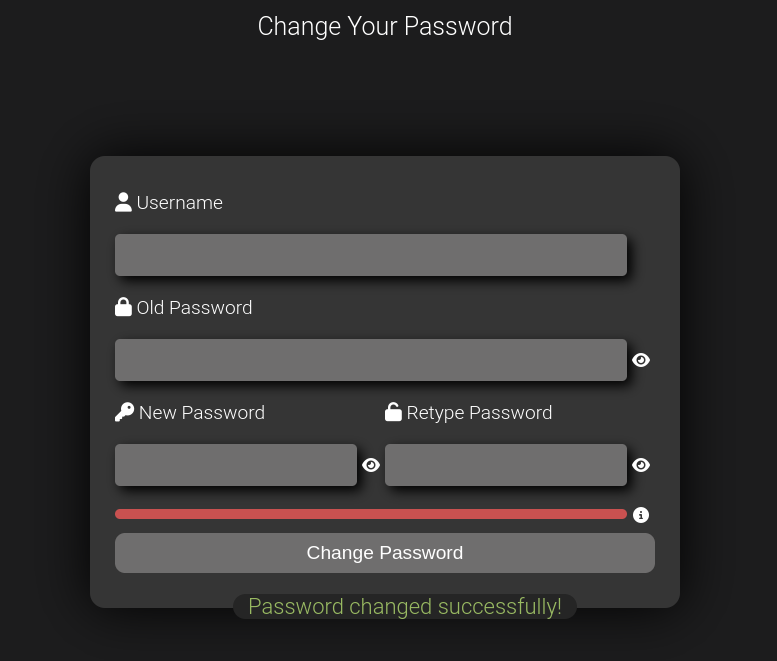 Change Your Password
Username
Old Password
New Password
Retype Password
Change Password
Password changed successfully!